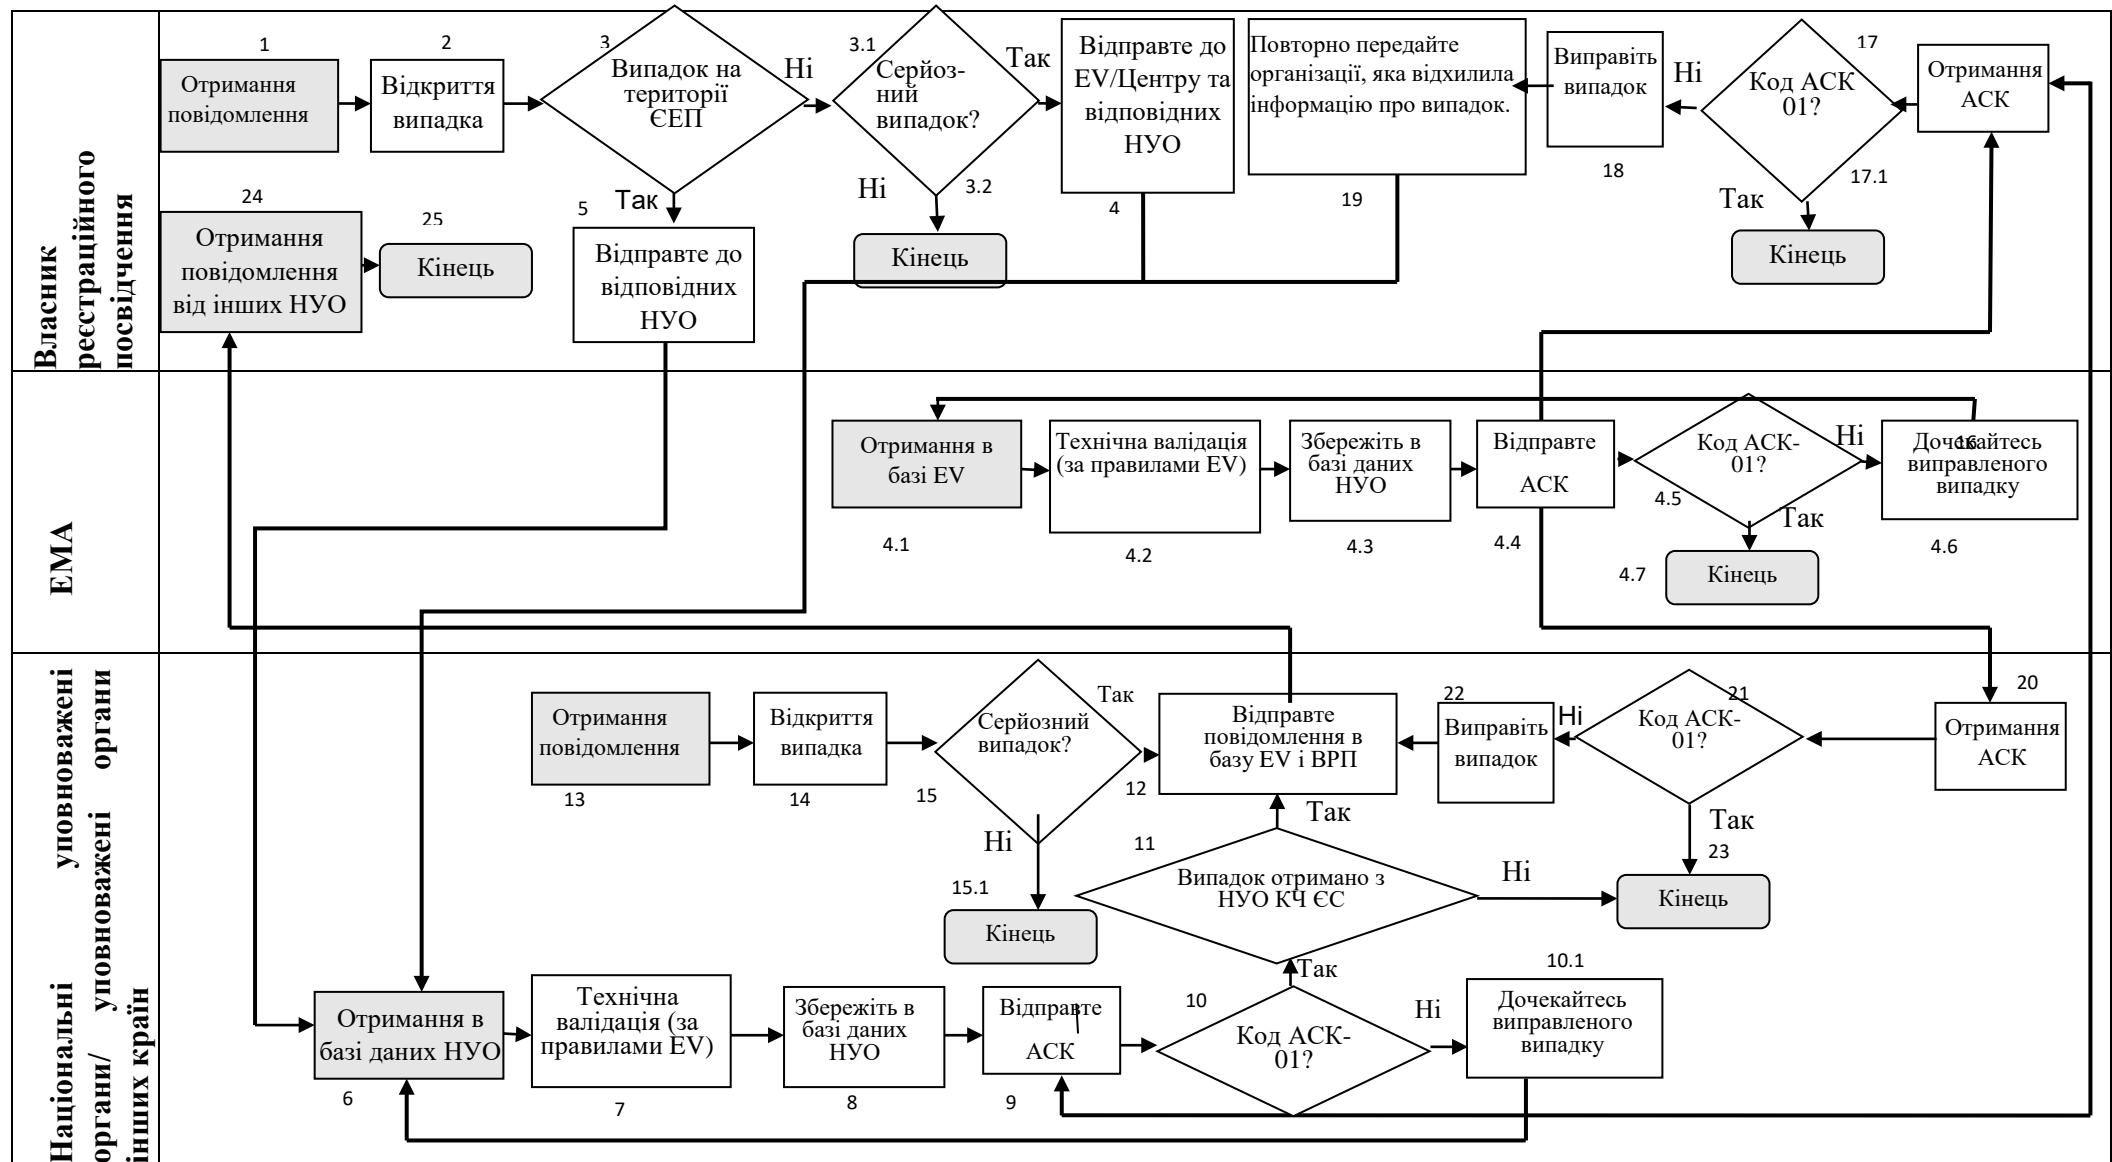 Власник
реєстраційного
посвідчення
1
Отримання
повідомлення
2
Відкриття
випадка
3
Випадок на
території
ЄЕП
Ні
Так
3.1
Серйоз-
ний
випадок?
Так
Ні
3.2
Кінець
Відправте до
EV/Центру та
відповідних
НУО
4
Повторно передайте
організації, яка відхилила
інформацію про випадок.
19
Виправіть
випадок
18
Ні
17
Код АСК
01?
17.1
Так
Кінець
Отримання
АСК
24
Отримання
повідомлення
від інших НУО
25
Кінець
5
Відправте до
відповідних
НУО
ЕМА
Отримання в
базі EV
4.1
Технічна валідація
(за правилами EV)
4.2
Збережіть в
базі даних
НУО
4.3
Відправте
АСК
4.4
Код АСК-
01?
4.5
Ні
Так
4.7
Кінець
16
Дочекайтесь
виправленого
випадку
4.6
Національні уповноважені
органи/ уповноважені органи
інших країн
Отримання
повідомлення
13
Відкриття
випадка
14
Серйозний
випадок?
15
Так
12
Ні
15.1
Кінець
Відправте
повідомлення в
базу EV і ВРП
22
Виправіть
випадок
Ні
21
Код АСК-
01?
20
Отримання
АСК
Так
23
Кінець
Так
11
Випадок отримано з
НУО КЧ ЄС
Ні
Так
Отримання в
базі даних НУО
6
Технічна
валідація (за
правилами EV)
7
Збережіть в
базі даних
НУО
8
Відправте
АСК
9
10
Код АСК-
01?
Ні
10.1
Дочекайтесь
виправленого
випадку